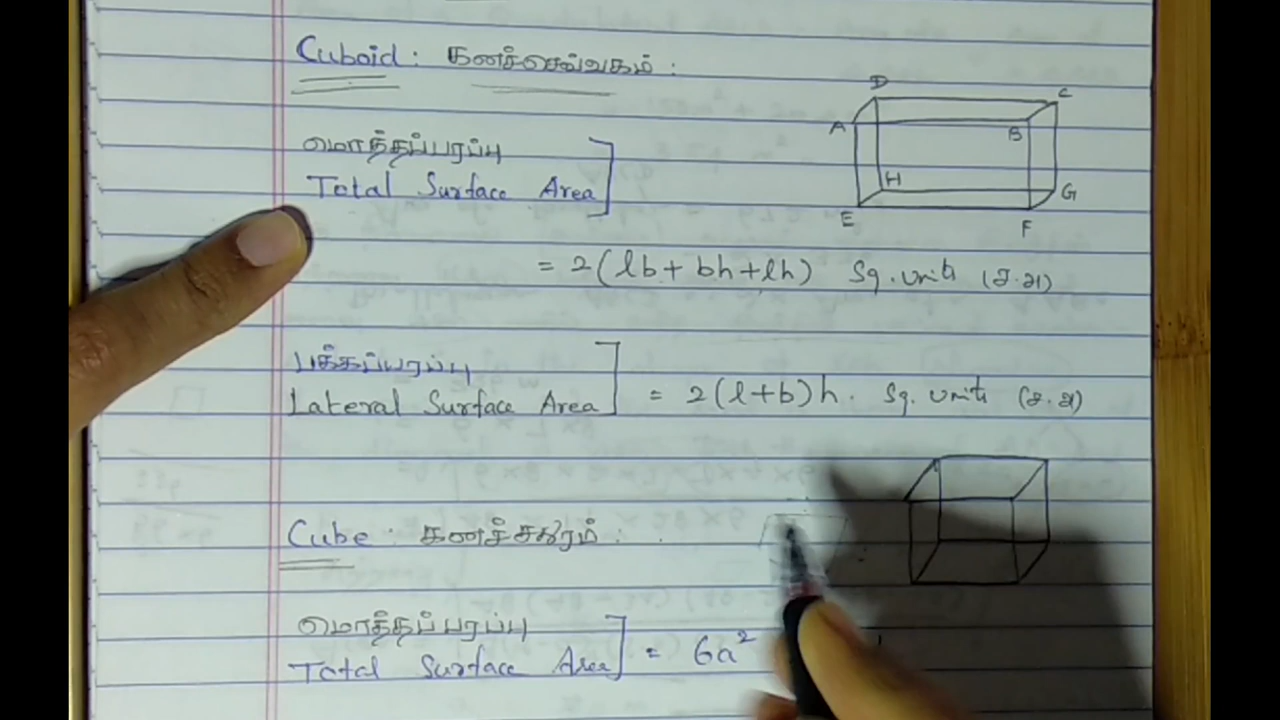 Cuboid : கனச்செவ்வகம் :
D C
A B
மொத்தப்பரப்பு
Total Surface Area
H G
E F
= 2(lb + bh + lh) Sq. units (ச.அ)
பக்கப்பரப்பு
Lateral Surface Area = 2(l+b)h. Sq. units (ச.அ)
Cube : கனச்சதுரம் :
மொத்தப்பரப்பு
Total Surface Area = 6a²